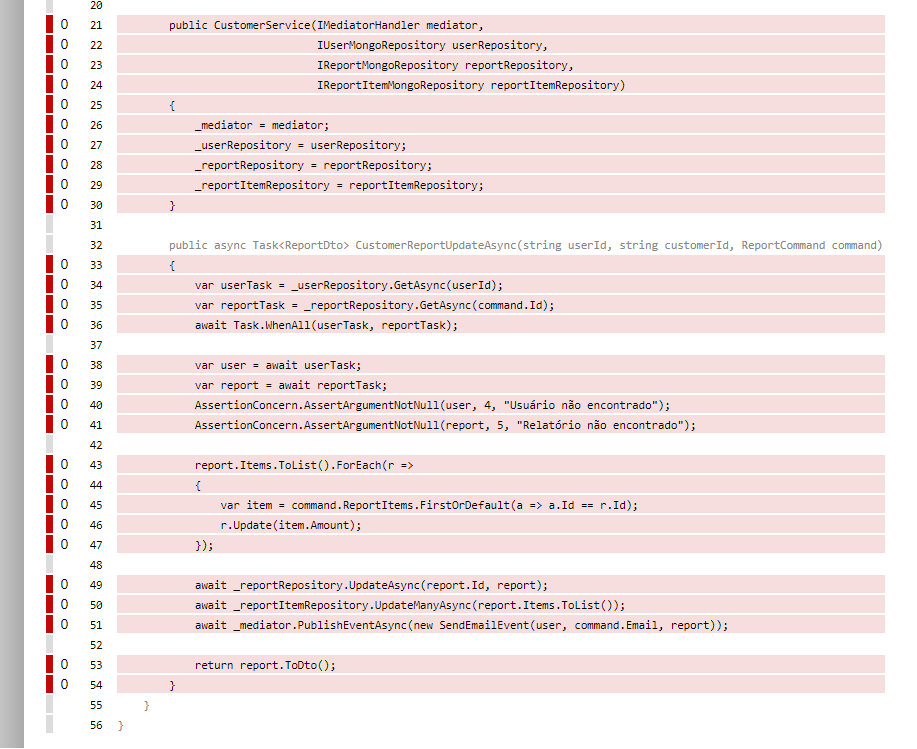 20
0 21 public CustomerService(IMediatorHandler mediator,
0 22 IUserMongoRepository userRepository,
0 23 IReportMongoRepository reportRepository,
0 24 IReportItemMongoRepository reportItemRepository)
0 25 {
0 26 _mediator = mediator;
0 27 _userRepository = userRepository;
0 28 _reportRepository = reportRepository;
0 29 _reportItemRepository = reportItemRepository;
0 30 }
31
32 public async Task<ReportDto> CustomerReportUpdateAsync(string userId, string customerId, ReportCommand command)
0 33 {
0 34 var userTask = _userRepository.GetAsync(userId);
0 35 var reportTask = _reportRepository.GetAsync(command.Id);
0 36 await Task.WhenAll(userTask, reportTask);
37
0 38 var user = await userTask;
0 39 var report = await reportTask;
0 40 AssertionConcern.AssertArgumentNotNull(user, 4, "Usuário não encontrado");
0 41 AssertionConcern.AssertArgumentNotNull(report, 5, "Relatório não encontrado");
42
0 43 report.Items.ToList().ForEach(r =>
0 44 {
0 45 var item = command.ReportItems.FirstOrDefault(a => a.Id == r.Id);
0 46 r.Update(item.Amount);
0 47 });
48
0 49 await _reportRepository.UpdateAsync(report.Id, report);
0 50 await _reportItemRepository.UpdateManyAsync(report.Items.ToList());
0 51 await _mediator.PublishEventAsync(new SendEmailEvent(user, command.Email, report));
52
0 53 return report.ToDto();
0 54 }
55 }
56 }